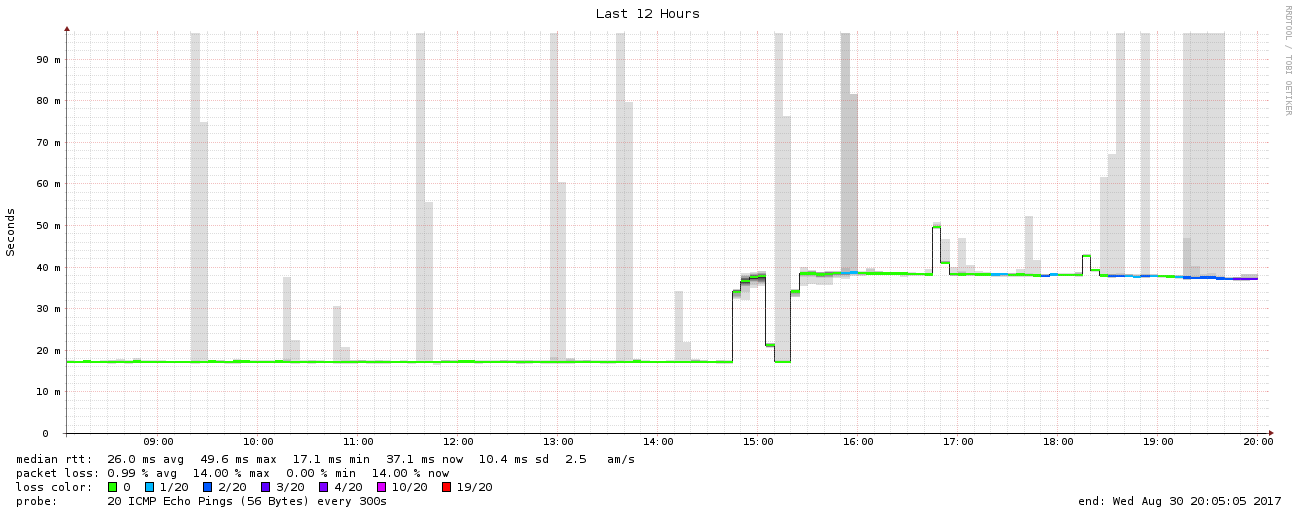 Last 12 Hours
RRDTOOL / TOBI OETIKER
Seconds
90 m
80 m
70 m
60 m
50 m
40 m
30 m
20 m
10 m
0
09:00 10:00 11:00 12:00 13:00 14:00 15:00 16:00 17:00 18:00 19:00 20:00
median rtt: 26.0 ms avg 49.6 ms max 17.1 ms min 37.1 ms now 10.4 ms sd 2.5 am/s
packet loss: 0.99 % avg 14.00 % max 0.00 % min 14.00 % now
loss color: 0 1/20 2/20 3/20 4/20 10/20 19/20
probe: 20 ICMP Echo Pings (56 Bytes) every 300s end: Wed Aug 30 20:05:05 2017